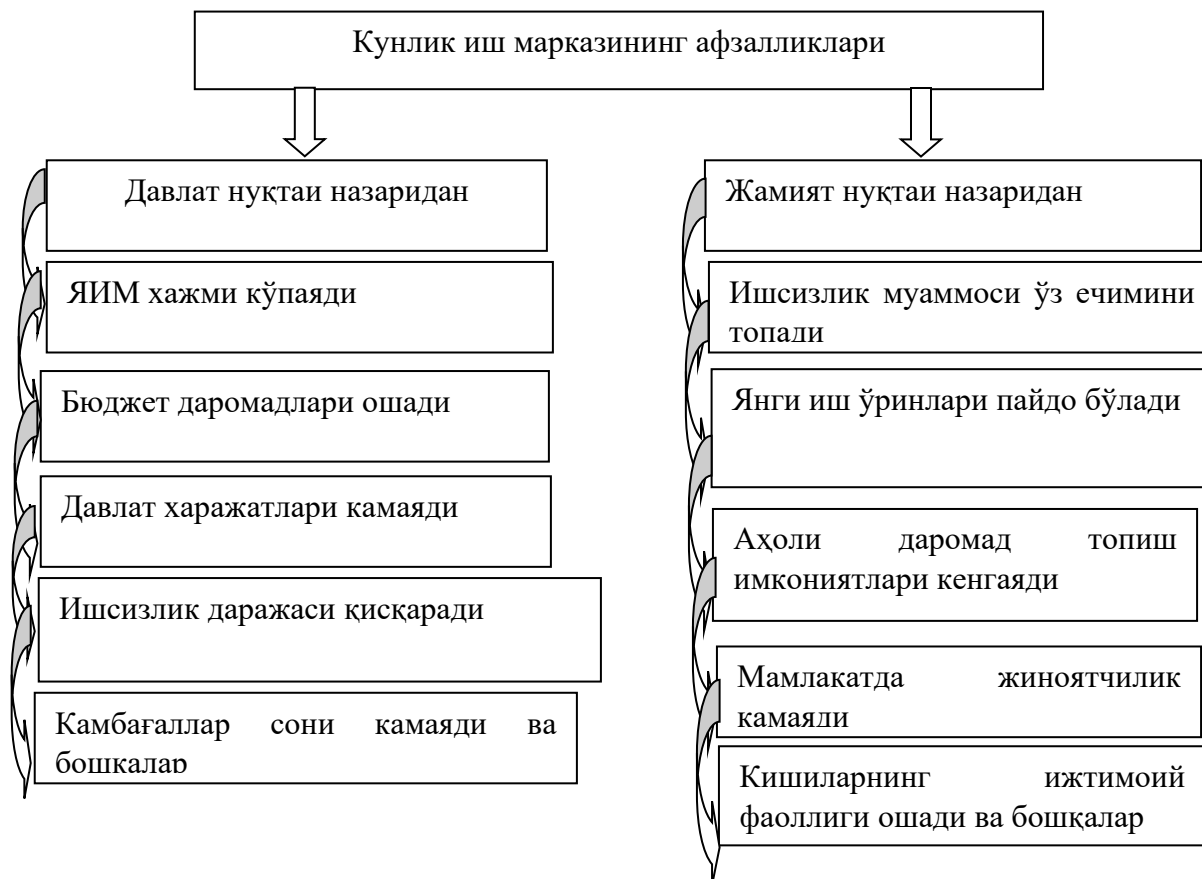 Кунлик иш марказининг афзалликлари
Давлат нуқтаи назаридан
ЯИМ хажми кўпаяди
Бюджет даромадлари ошади
Давлат харажатлари камаяди
Ишсизлик даражаси қисқаради
Камбағаллар сони камаяди ва
бошқалар
Жамият нуқтаи назаридан
Ишсизлик муаммоси ўз ечимини
топади
Янги иш ўринлари пайдо бўлади
Аҳоли даромад топиш
имкониятлари кенгаяди
Мамлакатда жиноятчилик
камаяди
Кишиларнинг ижтимоий
фаоллиги ошади ва бошқалар